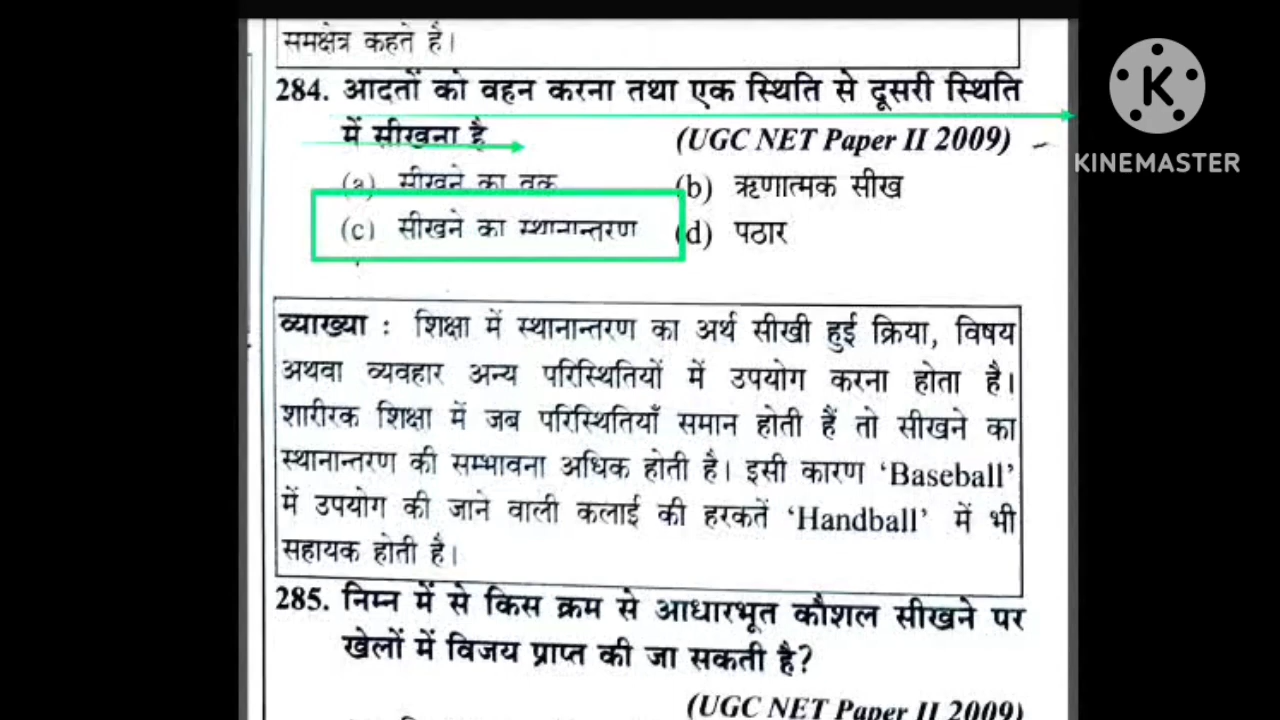 समक्षेत्र कहते है।
284. आदतों को वहन करना तथा एक स्थिति से दूसरी स्थिति
में सीखना है (UGC NET Paper II 2009)
(a) सीखने का वक्र (b) ऋणात्मक सीख
(c) सीखने का स्थानान्तरण (d) पठार
व्याख्या : शिक्षा में स्थानान्तरण का अर्थ सीखी हुई क्रिया, विषय
अथवा व्यवहार अन्य परिस्थितियों में उपयोग करना होता है।
शारीरक शिक्षा में जब परिस्थितियाँ समान होती हैं तो सीखने का
स्थानान्तरण की सम्भावना अधिक होती है। इसी कारण ‘Baseball’
में उपयोग की जाने वाली कलाई की हरकतें ‘Handball’ में भी
सहायक होती है।
285. निम्न में से किस क्रम से आधारभूत कौशल सीखने पर
खेलों में विजय प्राप्त की जा सकती है?
(UGC NET Paper II 2009)
K
KINEMASTER